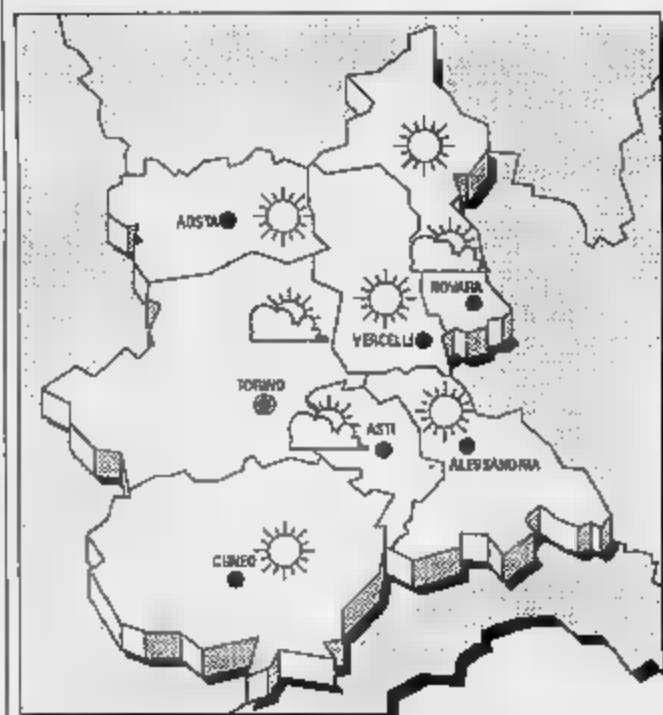 AOSTA
NOVARA
VERCELLI
TORINO
ASTI
ALESSANDRIA
CUNEO